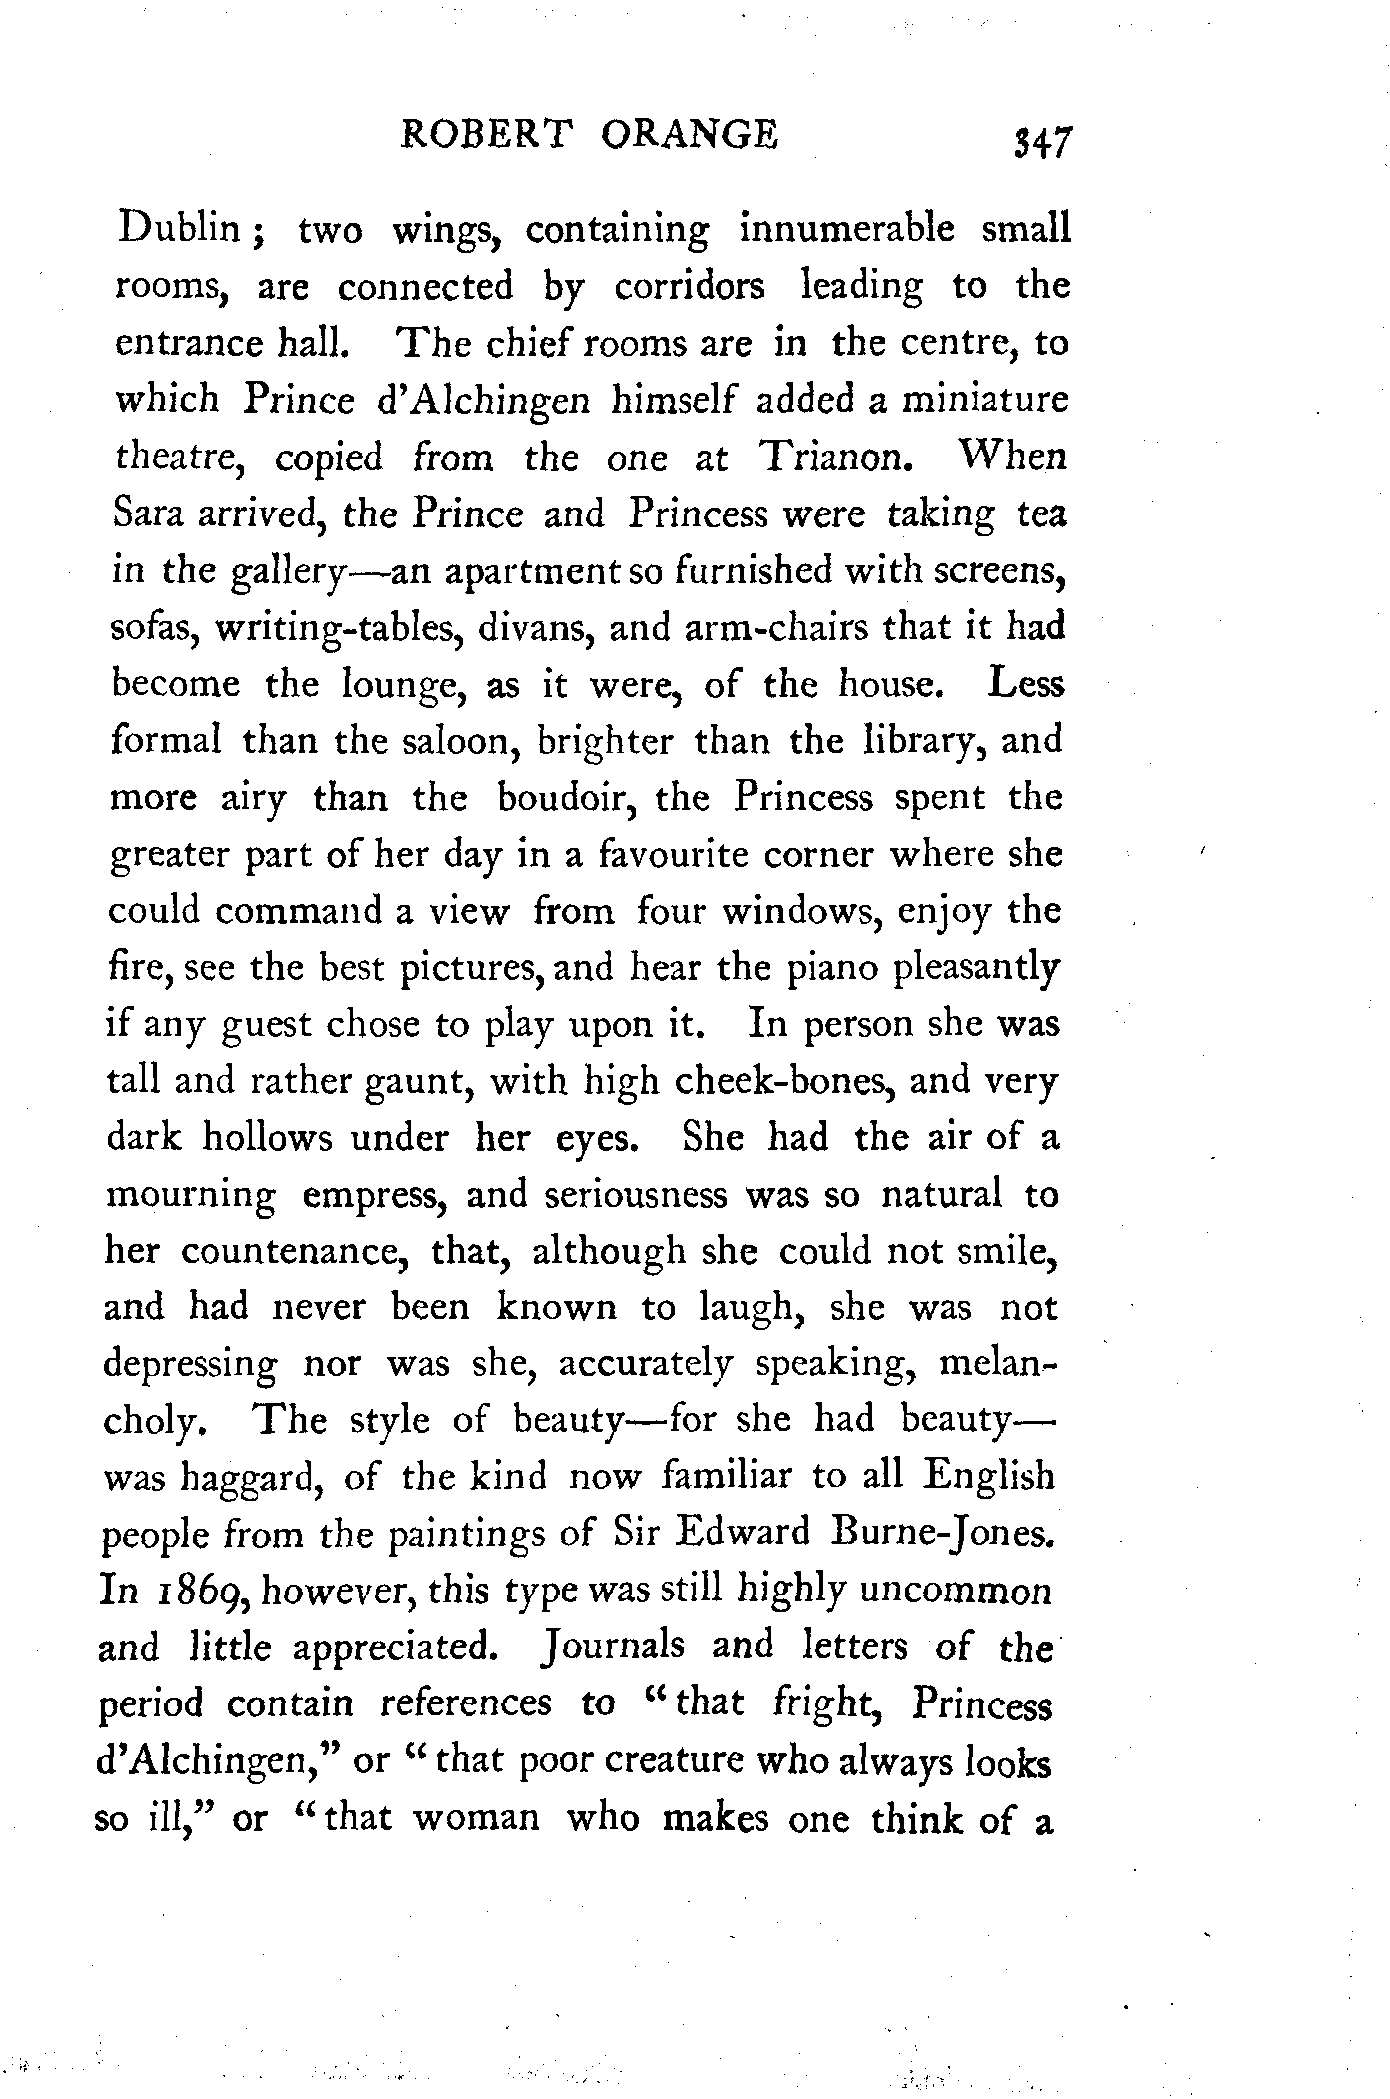 ROBERT ORANGE 347
Dublin ; two wings, containing innumerable small
rooms, are connected by corridors leading to the
entrance hall. The chief rooms are in the centre, to
which Prince d'Alchingen himself added a miniature
theatre, copied from the one at Trianon. When
Sara arrived, the Prince and Princess were taking tea
in the gallery—an apartment so furnished with screens,
sofas, writing-tables, divans, and arm-chairs that it had
become the lounge, as it were, of the house. Less
formal than the saloon, brighter than the library, and
more airy than the boudoir, the Princess spent the
greater part of her day in a favourite corner where she
could command a view from four windows, enjoy the
fire, see the best pictures, and hear the piano pleasantly
if any guest chose to play upon it. In person she was
tall and rather gaunt, with high cheek-bones, and very
dark hollows under her eyes. She had the air of a
mourning empress, and seriousness was so natural to
her countenance, that, although she could not smile,
and had never been known to laugh, she was not
depressing nor was she, accurately speaking, melan-
choly. The style of beauty—for she had beauty—
was haggard, of the kind now familiar to all English
people from the paintings of Sir Edward Burne-Jones.
In 1869, however, this type was still highly uncommon
and little appreciated. Journals and letters of the
period contain references to “ that fright, Princess
d'Alchingen,” or “ that poor creature who always looks
so ill,” or “ that woman who makes one think of a